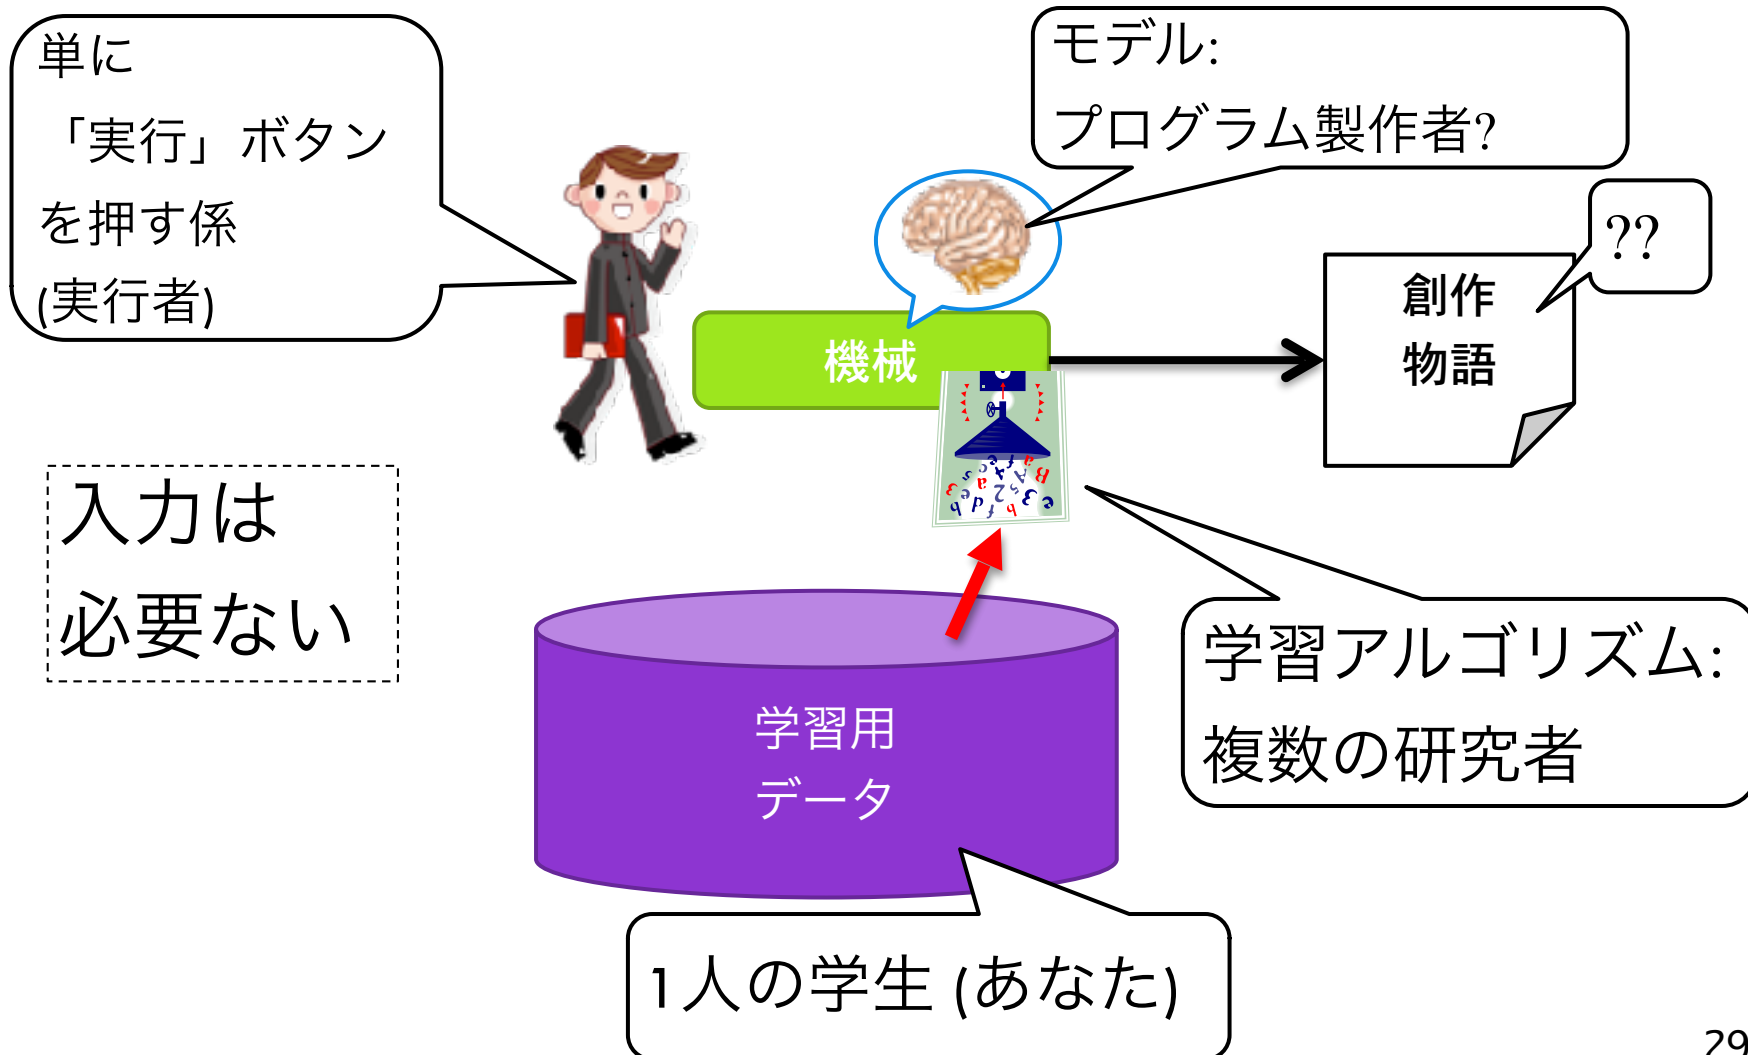 単に
「実行」ボタン
を押す係
(実行者)
モデル:
プログラム製作者?
??
創作
物語
機械
入力は
必要ない
学習アルゴリズム:
複数の研究者
学習用
データ
1人の学生 (あなた)
29